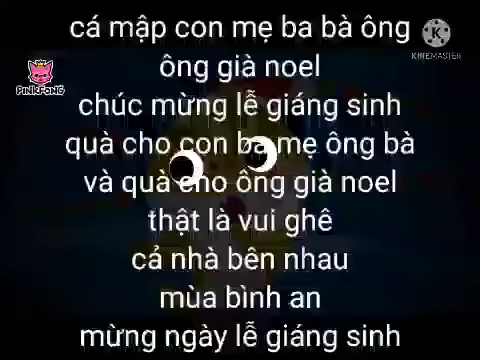 cá mập con mẹ ba bà ông
ông già noel
chúc mừng lễ giáng sinh
quà cho con ba mẹ ông bà
và quà cho ông già noel
thật là vui ghê
cả nhà bên nhau
mùa bình an
mừng ngày lễ giáng sinh
KINEMASTER
PINKFONG